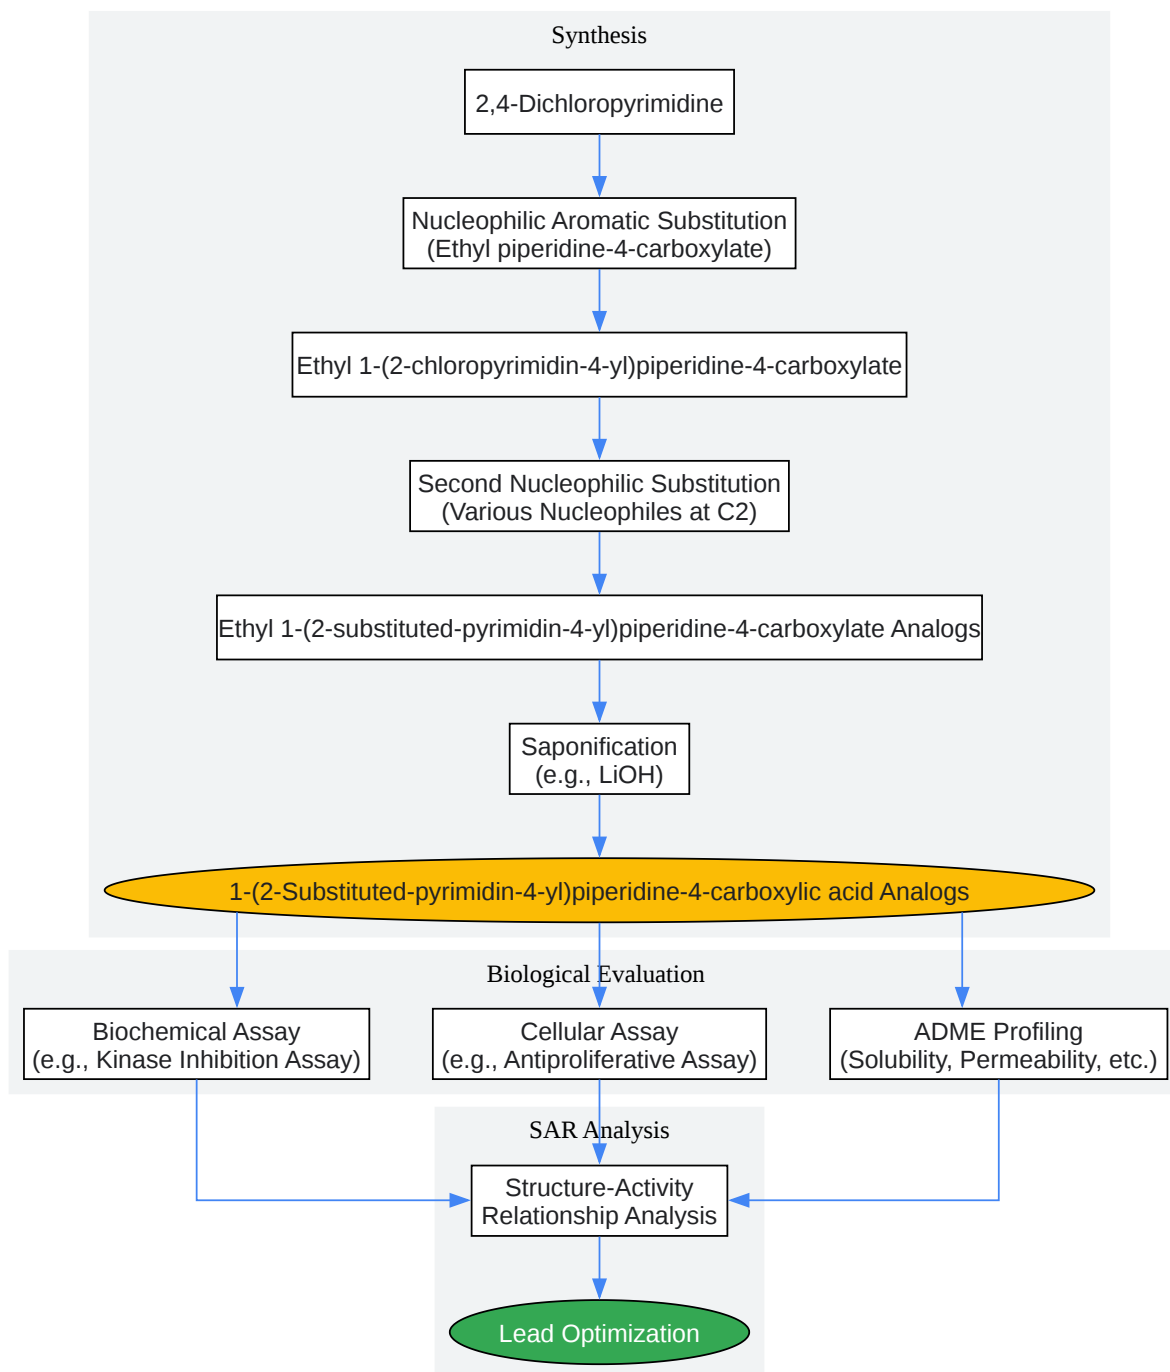 Synthesis
2,4-Dichloropyrimidine
Nucleophilic Aromatic Substitution
(Ethyl piperidine-4-carboxylate)
Ethyl 1-(2-chloropyrimidin-4-yl)piperidine-4-carboxylate
Second Nucleophilic Substitution
(Various Nucleophiles at C2)
Ethyl 1-(2-substituted-pyrimidin-4-yl)piperidine-4-carboxylate Analogs
Saponification
(e.g., LiOH)
1-(2-Substituted-pyrimidin-4-yl)piperidine-4-carboxylic acid Analogs
Biological Evaluation
Biochemical Assay
(e.g., Kinase Inhibition Assay)
Cellular Assay
(e.g., Antiproliferative Assay)
ADME Profiling
(Solubility, Permeability, etc.)
SAR Analysis
Structure-Activity
Relationship Analysis
Lead Optimization